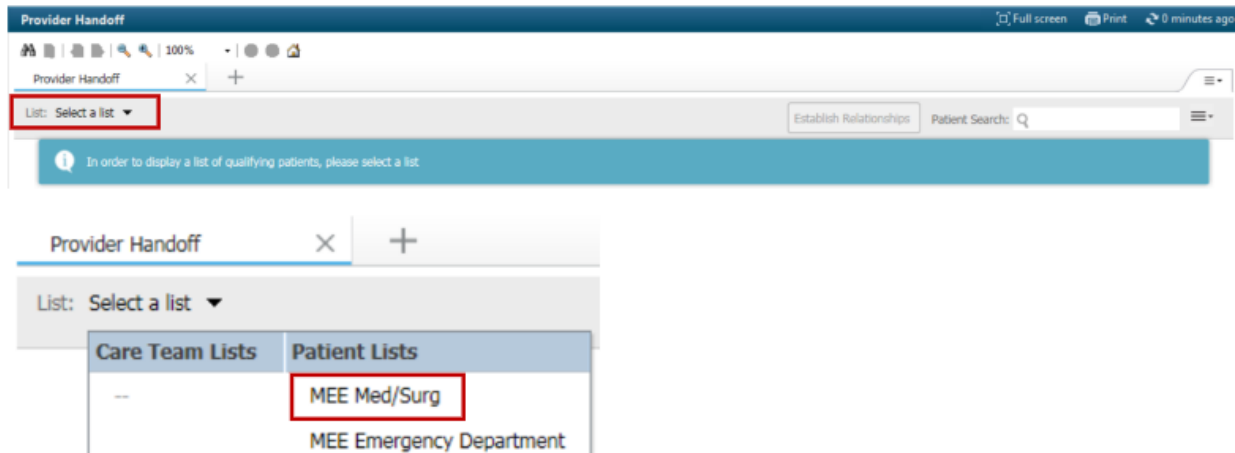 Provider Handoff Full screen Print 0 minutes ago
100%
Provider Handoff
List: Select a list Establish Relationships Patient Search:
In order to display a list of qualifying patients, please select a list
Provider Handoff
List: Select a list
Care Team Lists Patient Lists
-- MEE Med/Surg
MEE Emergency Department